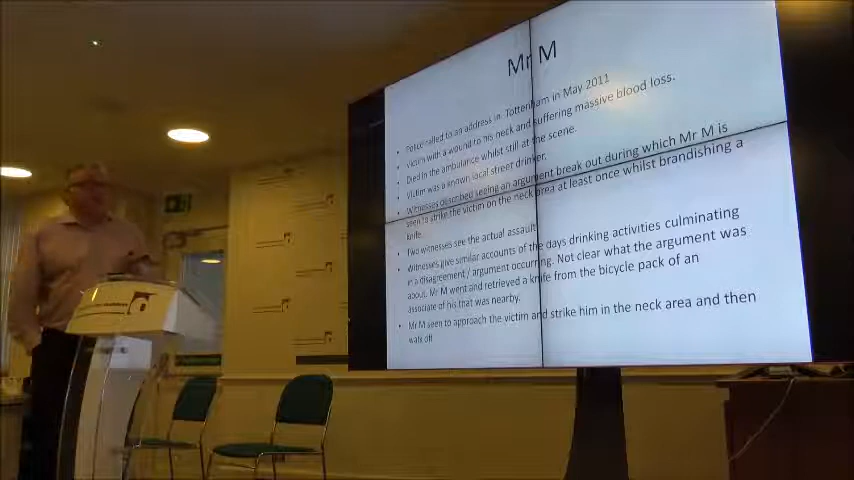 Mr M
Police called to an address in Tottenham in May 2011
victim with a wound to his neck and suffering massive blood loss.
Died in the ambulance whilst still at the scene.
Victim was a known local street drinker.
Witnesses described seeing an argument break out during which Mr M is
seen to strike the victim on the neck area at least once whilst brandishing a
knife.
Two witnesses see the actual assault
Witnesses give similar accounts of the days drinking activities culminating
in a disagreement / argument occurring. Not clear what the argument was
about. Mr M went and retrieved a knife from the bicycle pack of an
associate of his that was nearby.
Mr M seen to approach the victim and strike him in the neck area and then
walk off